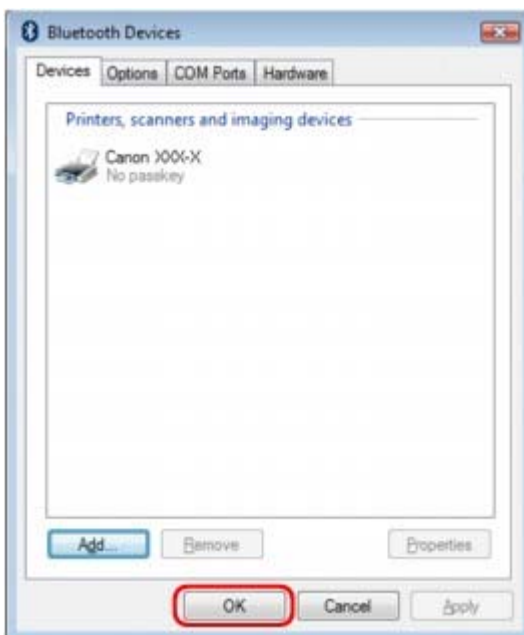 Bluetooth Devices
Devices Options COM Ports Hardware
Printers, scanners and imaging devices
Canon XXX-X
No passkey
Add... Remove Properties
OK Cancel Apply